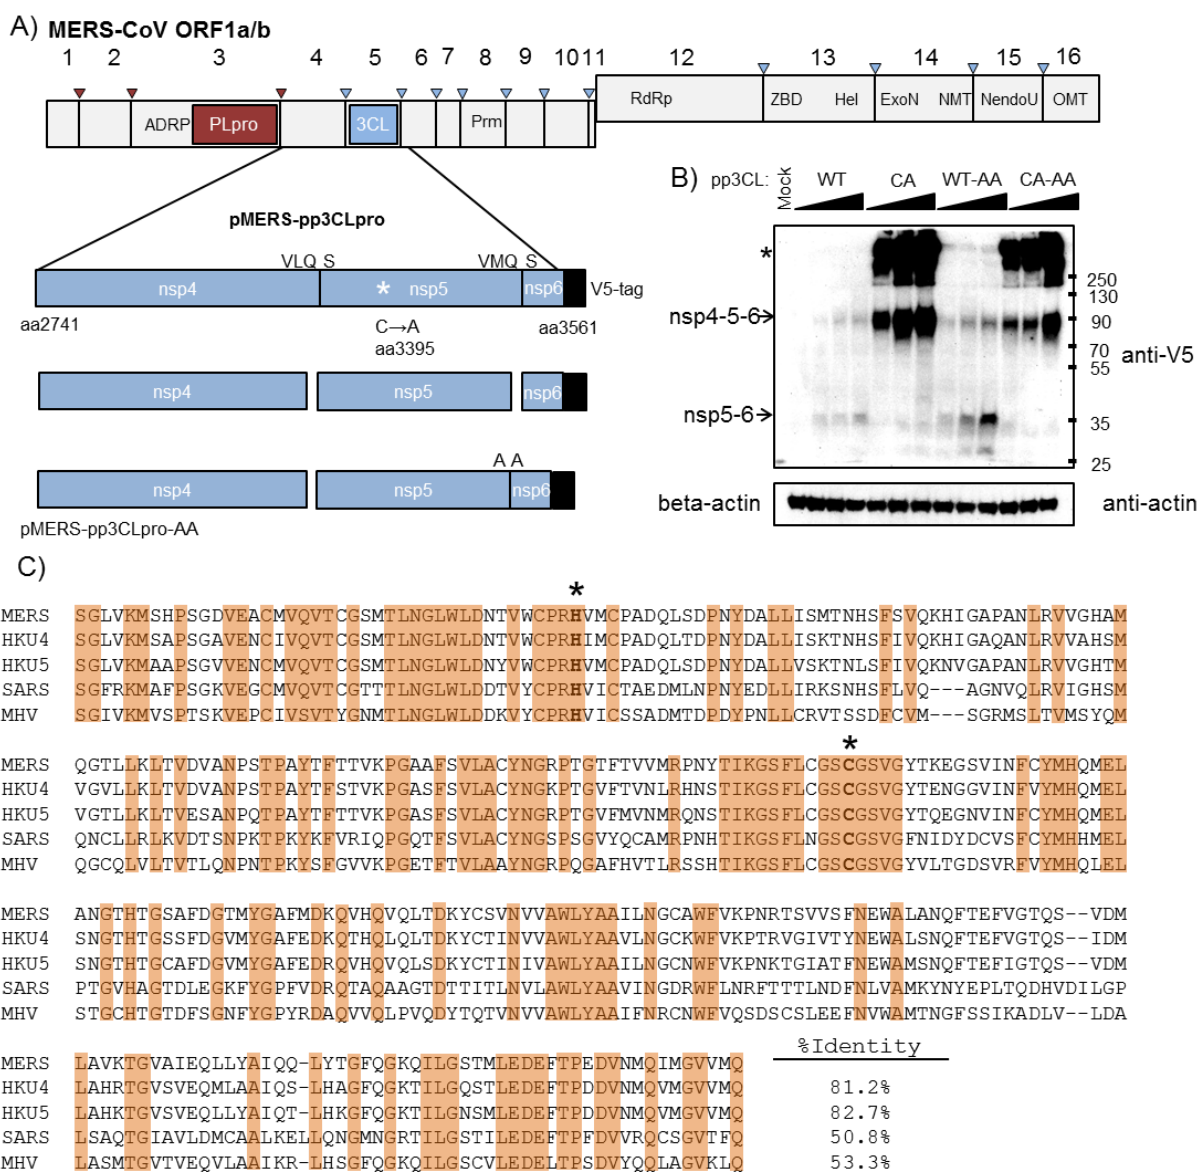 A) MERS-CoV ORF1a/b
1 2 3 4 5 6 7 8 9 10 11 12 13 14 15 16
ADRP PLpro 3CL Prm RdRp ZBD Hel ExoN NMT NendoU OMT
pMERS-pp3CLpro
VLQ S VMQ S
nsp4 * nsp5 nsp6 V5-tag
aa2741 C→A aa3561
aa3395
nsp4 nsp5 nsp6
A A
nsp4 nsp5 nsp6
pMERS-pp3CLpro-AA
B) pp3CL: Mock WT CA WT-AA CA-AA
*
nsp4-5-6
nsp5-6
250
130
90
70
55
35
25
anti-V5
beta-actin anti-actin
C)
*
MERS SGLVKMSHPSGDVEACMVQVTCGSMTLNGLWLDNTVWCPRHVMCPADQLSDPNYDALLISMTNHSFSVQKHIGAPANLRVVGHAM
HKU4 SGLVKMSAPSGAVENCIVQVTCGSMTLNGLWLDNTVWCPRHIMCPADQLTDPNYDALLISKTNHSFIVQKHIGAQANLRVVAHSM
HKU5 SGLVKMAAPSGVVENCMVQVTCGSMTLNGLWLDNYVWCPRHVMCPADQLSDPNYDALLVSKTNLSFIVQKNVGAPANLRVVGHTM
SARS SGFRKMAFPSGKVEGCMVQVTCGTTTLNGLWLDDTVYCPRHVICTAEDMLNPNYEDLLIRKSNHSFLVQ---AGNVQLRVIGHSM
MHV SGIVKMVSPTSKVEPCIVSVTYGNMTLNGLWLDDKVYCPRHVICSSADMTDPDYPNLLCRVTSSDFCVM---SGRMSLTVMSYQM
*
MERS QGTLLKLTVDVANPSTPAYTFTTVKPGAAFSVLACYNGRPTGTFTVVMRPNYTIKGSFLCGSCGSVGYTKEGSVINFCYMHQMEL
HKU4 VGVLLKLTVDVANPSTPAYTFSTVKPGASFSVLACYNGKPTGVFTVNLRHNSTIKGSFLCGSCGSVGYTENGGVINFVYMHQMEL
HKU5 VGTLLKLTVESANPQTPAYTFTTVKPGASFSVLACYNGRPTGVFMVNMRQNSTIKGSFLCGSCGSVGYTQEGNVINFCYMHQMEL
SARS QNCLLRLKVDTSNPKTPKYKFVRIQPGQTFSVLACYNGSPSGVYQCAMRPNHTIKGSFLNGSCGSVGFNIDYDCVSFCYMHHMEL
MHV QGCQLVLTVTLQNPNTPKYSFGVVKPGETFTVLAAYNGRPQGAFHVTLRSSHTIKGSFLCGSCGSVGYVLTGDSVRFVYMHQLEL
MERS ANGTHTGSAFDGTMYGAFMDKQVHQVQLTDKYCSVNVVAWLYAAILNGCAWFVKPNRTSVVSFNEWALANQFTEFVGTQS--VDM
HKU4 SNGTHTGSSFDGVMYGAFEDKQTHQLQLTDKYCTINVVAWLYAAVLNGCKWFVKPTRVGIVTYNEWALSNQFTEFVGTQS--IDM
HKU5 SNGTHTGCAFDGVMYGAFEDRQVHQVQLSDKYCTINIVAWLYAAILNGCNWFVKPNKTGIATFNEWAMSNQFTEFIGTQS--VDM
SARS PTGVHAGTDLEGKFYGPFVDRQTAQAAGTDTTITLNVLAWLYAAVINGDRWFLNRFTTTLNDFNLVAMKYNYEPLTQDHVDILGP
MHV STGCHTGTDFSGNFYGPYRDAQVVQLPVQDYTQTVNVVAWLYAAIFNRCNWFVQSDSCSLEEFNVWAMTNGFSSIKADLV--LDA
MERS LAVKTGVAIEQLLYAIQQ-LYTGFQGKQILGSTMLEDEFTPEDVNMQIMGVVMQ %Identity
HKU4 LAHRTGVSVEQMLAAIQS-LHAGFQGKTILGQSTLEDEFTPDDVNMQVMGVVMQ 81.2%
HKU5 LAHKTGVSVEQLLYAIQT-LHKGFQGKTILGNSMLEDEFTPDDVNMQVMGVVMQ 82.7%
SARS LSAQTGIAVLDMCAALKELLQNGMNGRTILGSTILEDEFTPFDVVRQCSGVTFQ 50.8%
MHV LASMTGVTVEQVLAAIKR-LHSGFQGKQILGSCVLEDELTPSDVYQQLAGVKLQ 53.3%